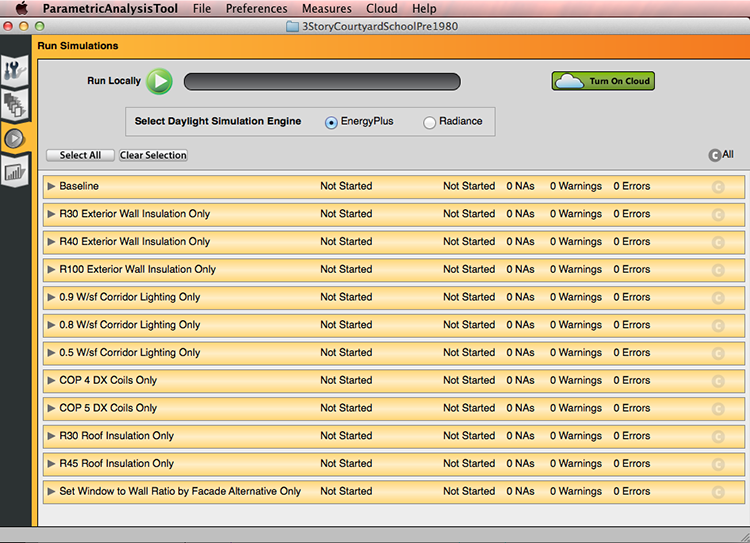 ParametricAnalysisTool File Preferences Measures Cloud Help
3StoryCourtyardSchoolPre1980
Run Simulations
Run Locally Turn On Cloud
Select Daylight Simulation Engine EnergyPlus Radiance
Select All Clear Selection C All
Baseline Not Started Not Started 0 NAs 0 Warnings 0 Errors C
R30 Exterior Wall Insulation Only Not Started Not Started 0 NAs 0 Warnings 0 Errors C
R40 Exterior Wall Insulation Only Not Started Not Started 0 NAs 0 Warnings 0 Errors C
R100 Exterior Wall Insulation Only Not Started Not Started 0 NAs 0 Warnings 0 Errors C
0.9 W/sf Corridor Lighting Only Not Started Not Started 0 NAs 0 Warnings 0 Errors C
0.8 W/sf Corridor Lighting Only Not Started Not Started 0 NAs 0 Warnings 0 Errors C
0.5 W/sf Corridor Lighting Only Not Started Not Started 0 NAs 0 Warnings 0 Errors C
COP 4 DX Coils Only Not Started Not Started 0 NAs 0 Warnings 0 Errors C
COP 5 DX Coils Only Not Started Not Started 0 NAs 0 Warnings 0 Errors C
R30 Roof Insulation Only Not Started Not Started 0 NAs 0 Warnings 0 Errors C
R45 Roof Insulation Only Not Started Not Started 0 NAs 0 Warnings 0 Errors C
Set Window to Wall Ratio by Facade Alternative Only Not Started Not Started 0 NAs 0 Warnings 0 Errors C